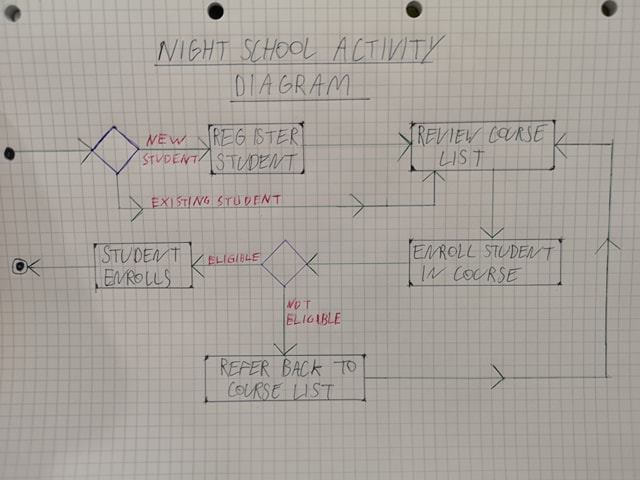 NIGHT SCHOOL ACTIVITY
DIAGRAM
NEW
STUDENT
REGISTER
STUDENT
REVIEW COURSE
LIST
EXISTING STUDENT
STUDENT
ENROLLS
ELIGIBLE
ENROLL STUDENT
IN COURSE
NOT
ELIGIBLE
REFER BACK TO
COURSE LIST